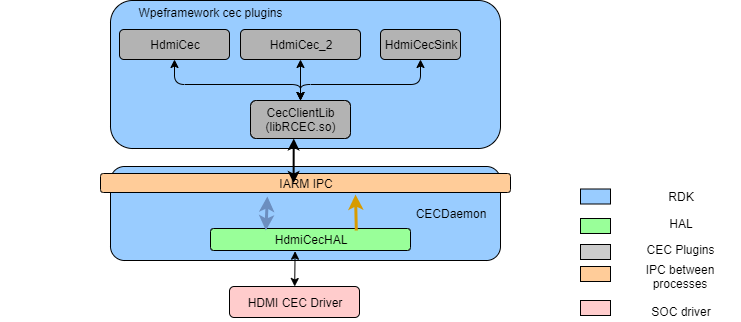 Wpeframework cec plugins
HdmiCec
HdmiCec_2
HdmiCecSink
CecClientLib
(libRCEC.so)
IARM IPC
CECDaemon
HdmiCecHAL
HDMI CEC Driver
RDK
HAL
CEC Plugins
IPC between
processes
SOC driver